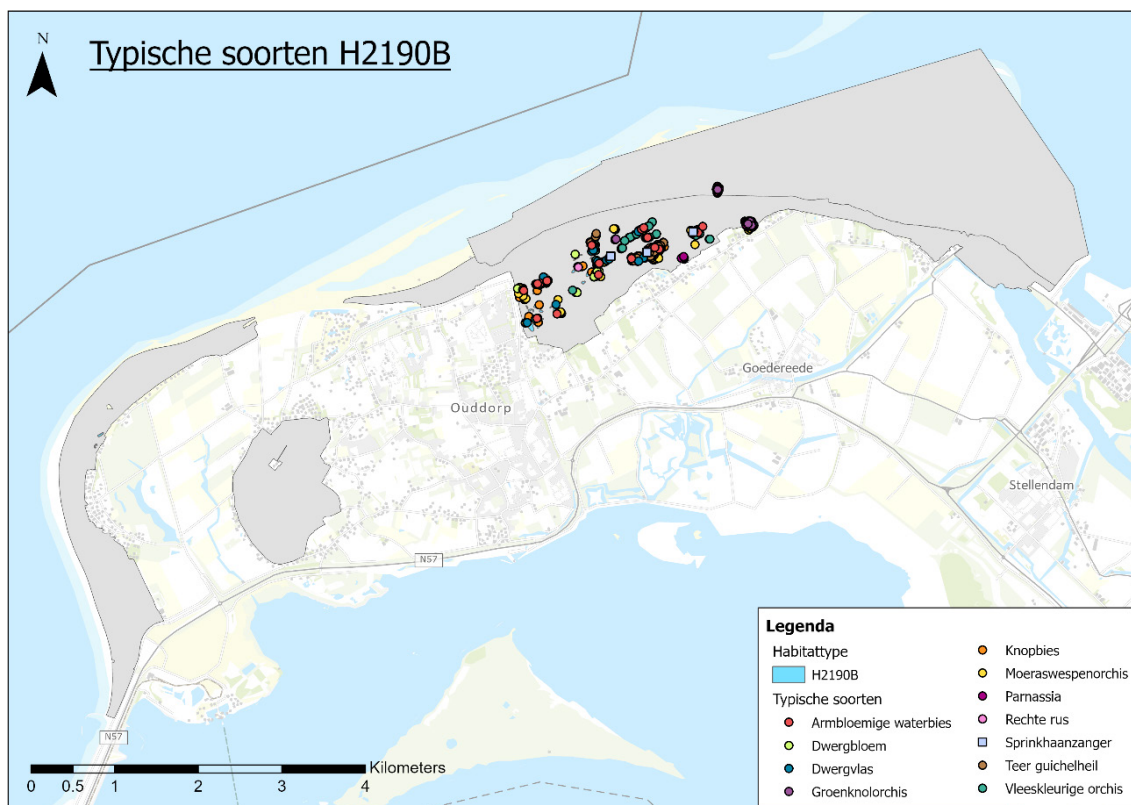 N
Typische soorten H2190B
Goedereede
Ouddorp
Stellendam
N57
N57
Kilometers
0 0.5 1 2 3 4
Legenda
Habitattype
H2190B
Typische soorten
Armbloemige waterbies
Dwergbloem
Dwergvlas
Groenknolorchis
Knopbies
Moeraswespenorchis
Parnassia
Rechte rus
Sprinkhaanzanger
Teer guichelheil
Vleeskleurige orchis